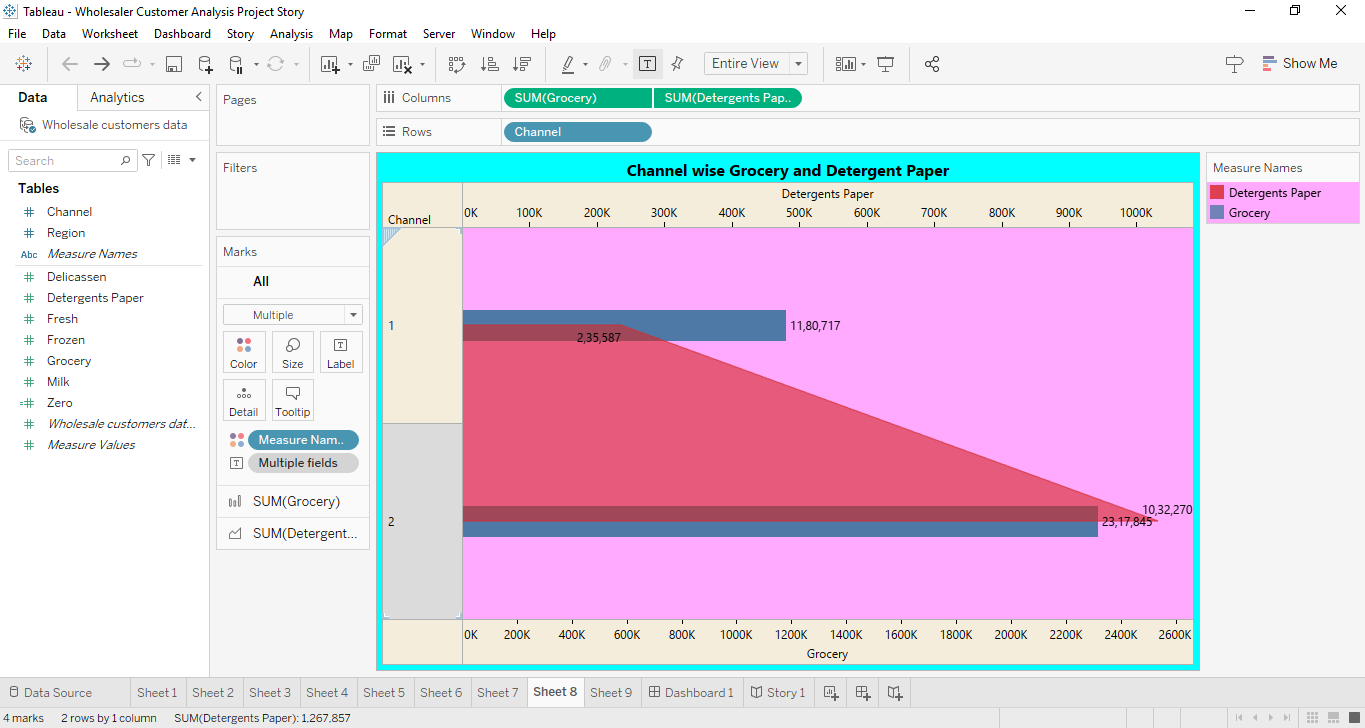 Tableau - Wholesaler Customer Analysis Project Story
File Data Worksheet Dashboard Story Analysis Map Format Server Window Help
Entire View
Show Me
Data Analytics
Wholesale customers data
Search
Tables
Channel
Region
Abc Measure Names
Delicassen
Detergents Paper
Fresh
Frozen
Grocery
Milk
Zero
Wholesale customers dat...
Measure Values
Pages
Filters
Marks
All
Multiple
Color Size Label
Detail Tooltip
Measure Nam..
Multiple fields
SUM(Grocery)
SUM(Detergent...
Columns SUM(Grocery) SUM(Detergents Pap..
Rows Channel
Channel wise Grocery and Detergent Paper
Detergents Paper
Channel 0K 100K 200K 300K 400K 500K 600K 700K 800K 900K 1000K
1
11,80,717
2,35,587
2
10,32,270
23,17,845
0K 200K 400K 600K 800K 1000K 1200K 1400K 1600K 1800K 2000K 2200K 2400K 2600K
Grocery
Measure Names
Detergents Paper
Grocery
Data Source Sheet 1 Sheet 2 Sheet 3 Sheet 4 Sheet 5 Sheet 6 Sheet 7 Sheet 8 Sheet 9 Dashboard 1 Story 1
4 marks 2 rows by 1 column SUM(Detergents Paper): 1,267,857